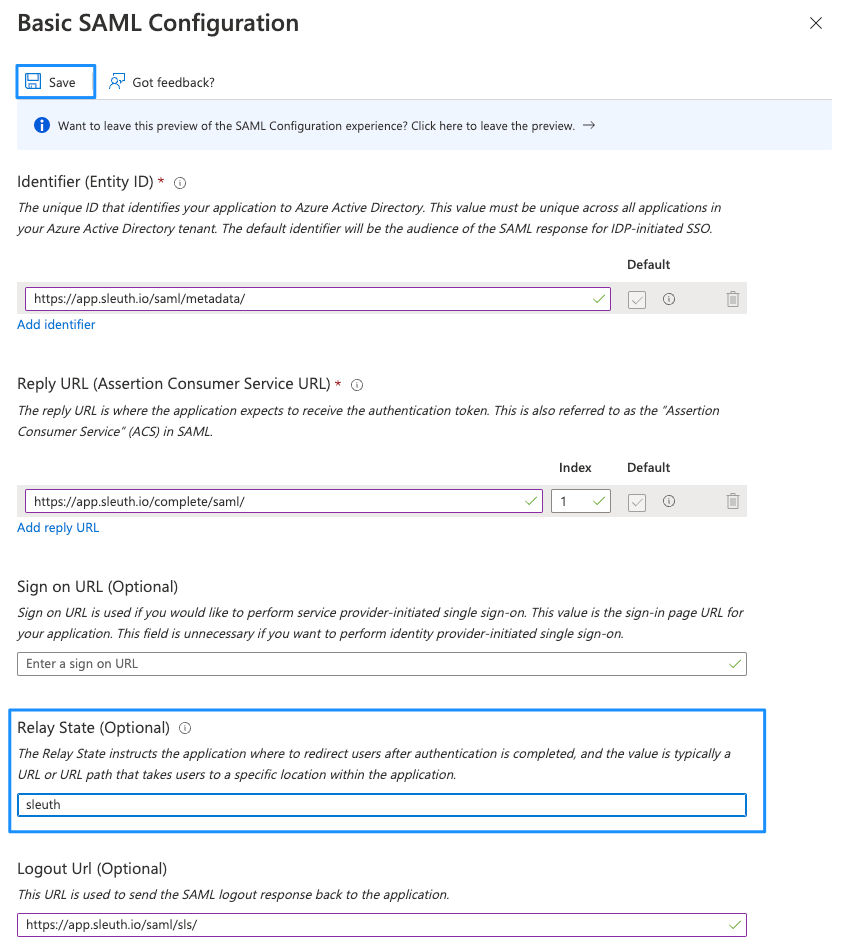 Basic SAML Configuration
Save
Got feedback?
Want to leave this preview of the SAML Configuration experience? Click here to leave the preview. →
Identifier (Entity ID) *
The unique ID that identifies your application to Azure Active Directory. This value must be unique across all applications in
your Azure Active Directory tenant. The default identifier will be the audience of the SAML response for IDP-initiated SSO.
Default
https://app.sleuth.io/saml/metadata/
Add identifier
Reply URL (Assertion Consumer Service URL) *
The reply URL is where the application expects to receive the authentication token. This is also referred to as the "Assertion
Consumer Service" (ACS) in SAML.
Index Default
https://app.sleuth.io/complete/saml/ 1
Add reply URL
Sign on URL (Optional)
Sign on URL is used if you would like to perform service provider-initiated single sign-on. This value is the sign-in page URL for
your application. This field is unnecessary if you want to perform identity provider-initiated single sign-on.
Enter a sign on URL
Relay State (Optional)
The Relay State instructs the application where to redirect users after authentication is completed, and the value is typically a
URL or URL path that takes users to a specific location within the application.
sleuth
Logout Url (Optional)
This URL is used to send the SAML logout response back to the application.
https://app.sleuth.io/saml/sls/